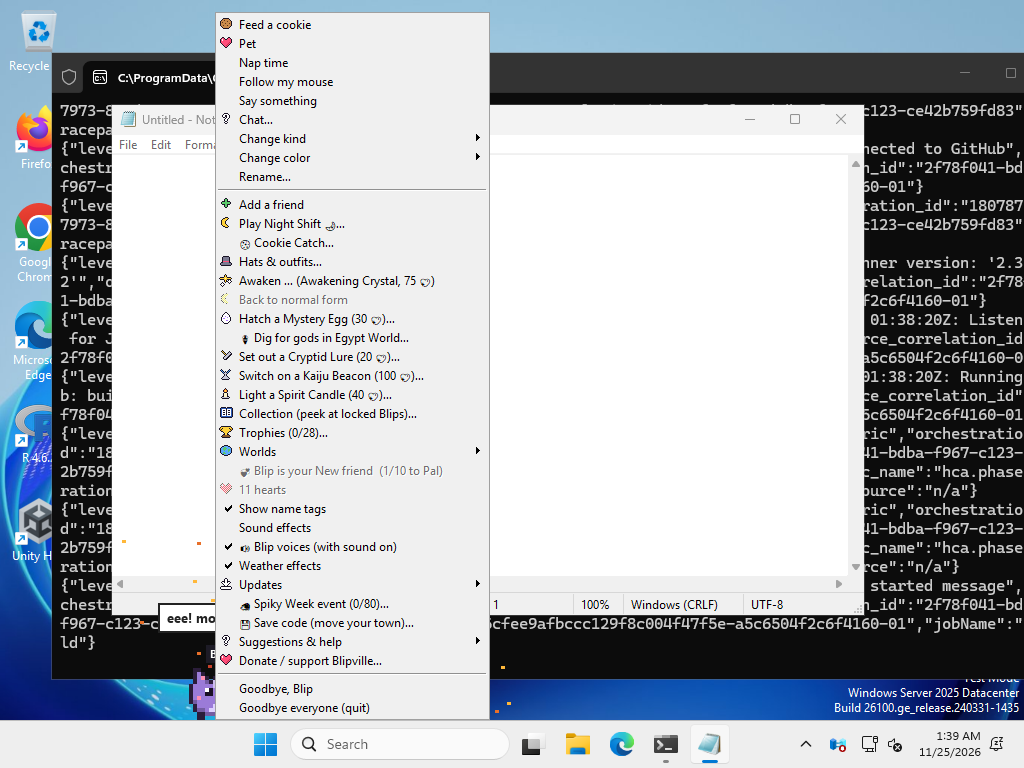 Recycle
Firefo
Googl
Chrom
Microso
Edge
R 4.6.
Unity H
C:\ProgramData\
Untitled - Not
File Edit Forma
Feed a cookie
Pet
Nap time
Follow my mouse
Say something
Chat...
Change kind
Change color
Rename...
Add a friend
Play Night Shift 🌙...
Cookie Catch...
Hats & outfits...
Awaken ... (Awakening Crystal, 75 ♡)
Back to normal form
Hatch a Mystery Egg (30 ♡)...
Dig for gods in Egypt World...
Set out a Cryptid Lure (20 ♡)...
Switch on a Kaiju Beacon (100 ♡)...
Light a Spirit Candle (40 ♡)...
Collection (peek at locked Blips)...
Trophies (0/28)...
Worlds
Blip is your New friend (1/10 to Pal)
11 hearts
Show name tags
Sound effects
Blip voices (with sound on)
Weather effects
Updates
Spiky Week event (0/80)...
Save code (move your town)...
Suggestions & help
Donate / support Blipville...
Goodbye, Blip
Goodbye everyone (quit)
7973-8
c123-ce42b759fd83"
racepa
{"leve
nected to GitHub",
chestr
n_id":"2f78f041-bd
f967-c
60-01"}
{"leve
ration_id":"180787
7973-8
c123-ce42b759fd83"
racepa
{"leve
nner version: '2.3
2'","o
relation_id":"2f78
1-bdba
f2c6f4160-01"}
{"leve
01:38:20Z: Listen
for J
rce_correlation_id
2f78f0
a5c6504f2c6f4160-0
{"leve
01:38:20Z: Running
b: bui
ce_correlation_id"
f78f04
5c6504f2c6f4160-01
{"leve
ric","orchestratio
d":"18
41-bdba-f967-c123-
2b759f
c_name":"hca.phase
ration
ource":"n/a"}
{"leve
ric","orchestratio
d":"18
41-bdba-f967-c123-
2b759f
c_name":"hca.phase
ration
ource":"n/a"}
{"leve
started message",
chestr
n_id":"2f78f041-bd
f967-c123-c
cfee9afbccc129f8c004f47f5e-a5c6504f2c6f4160-01","jobName":"
ld"}
1 100% Windows (CRLF) UTF-8
eee! mo
B
Test Mode
Windows Server 2025 Datacenter
Build 26100.ge_release.240331-1435
Search
1:39 AM
11/25/2026